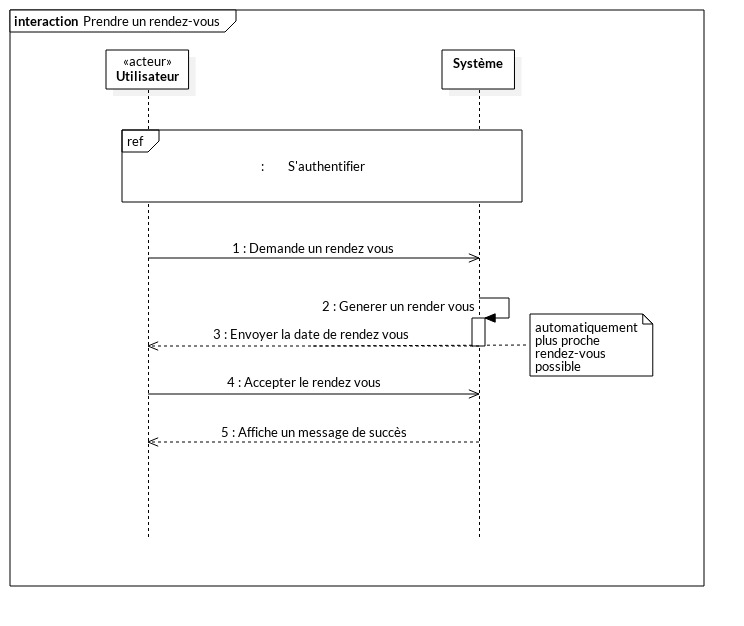 interaction Prendre un rendez-vous
«acteur»
Utilisateur
Système
ref
: S'authentifier
1 : Demande un rendez vous
2 : Generer un render vous
3 : Envoyer la date de rendez vous
automatiquement
plus proche
rendez-vous
possible
4 : Accepter le rendez vous
5 : Affiche un message de succès